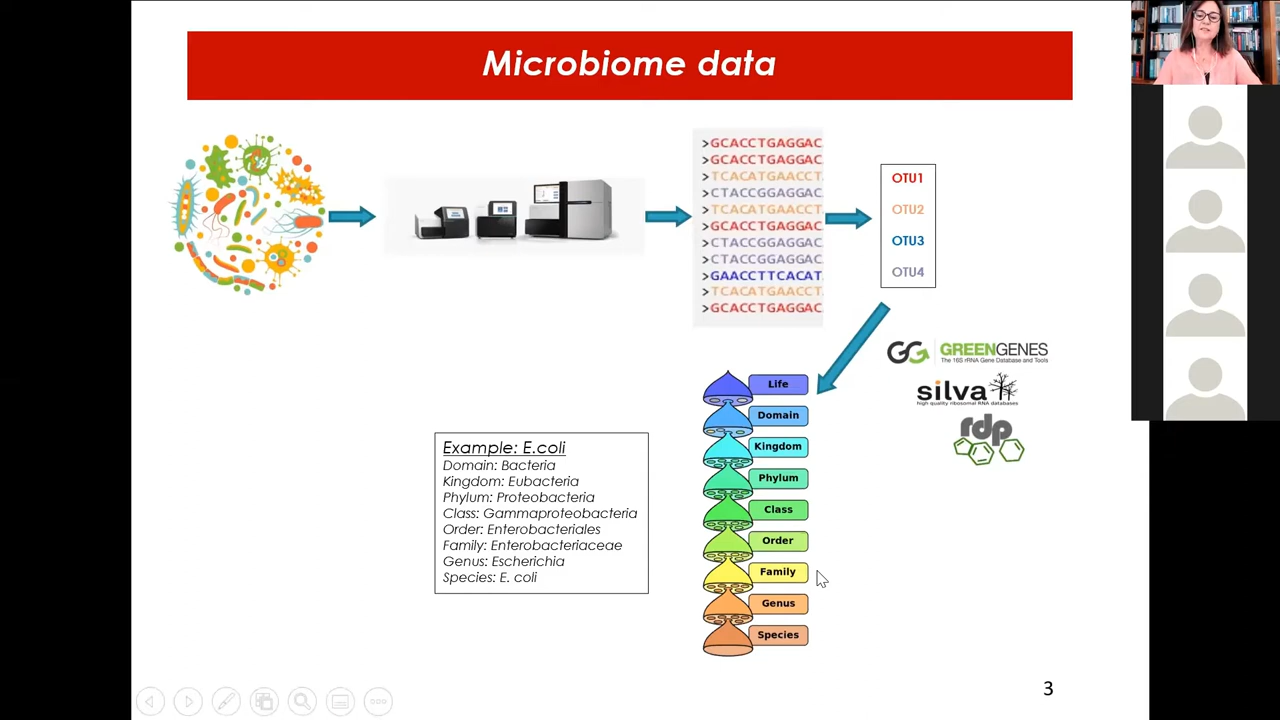 Microbiome data
>GCACCTGAGGAC
>GCACCTGAGGAC
>TCACATGAACCT
>CTACCGGAGGAC
>TCACATGAACCT
>GCACCTGAGGAC
>CTACCGGAGGAC
>CTACCGGAGGAC
>GAACCTTCACAT
>TCACATGAACCT
>GCACCTGAGGAC
OTU1
OTU2
OTU3
OTU4
GG GREENGENES
The 16S rRNA Gene Database and Tools
silva
high quality ribosomal RNA databases
rdp
Life
Domain
Kingdom
Phylum
Class
Order
Family
Genus
Species
Example: E.coli
Domain: Bacteria
Kingdom: Eubacteria
Phylum: Proteobacteria
Class: Gammaproteobacteria
Order: Enterobacteriales
Family: Enterobacteriaceae
Genus: Escherichia
Species: E. coli
3